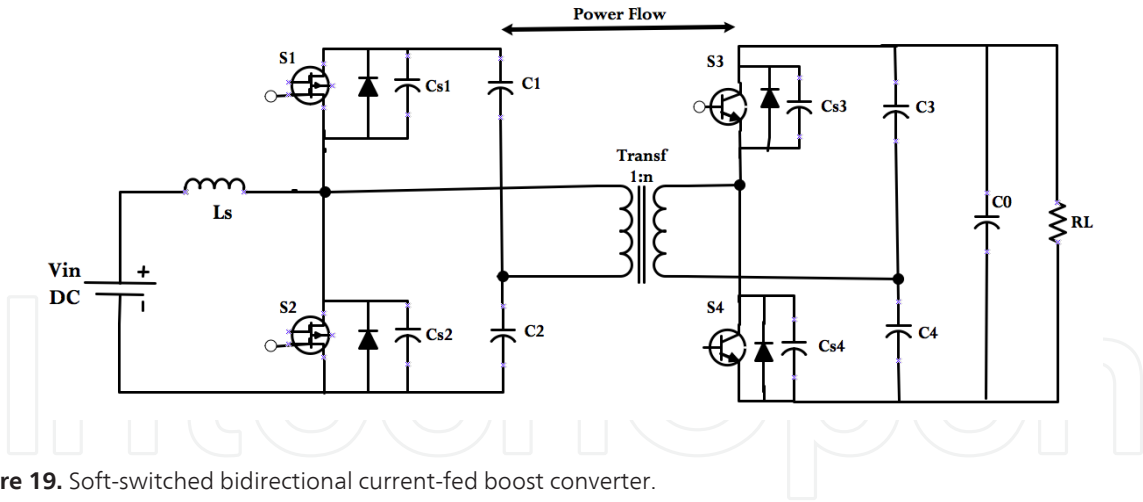 Power Flow
S1
Cs1
C1
S3
Cs3
C3
Transf
1:n
Ls
C0
RL
Vin
DC
+
-
S2
Cs2
C2
S4
Cs4
C4
re 19. Soft-switched bidirectional current-fed boost converter.